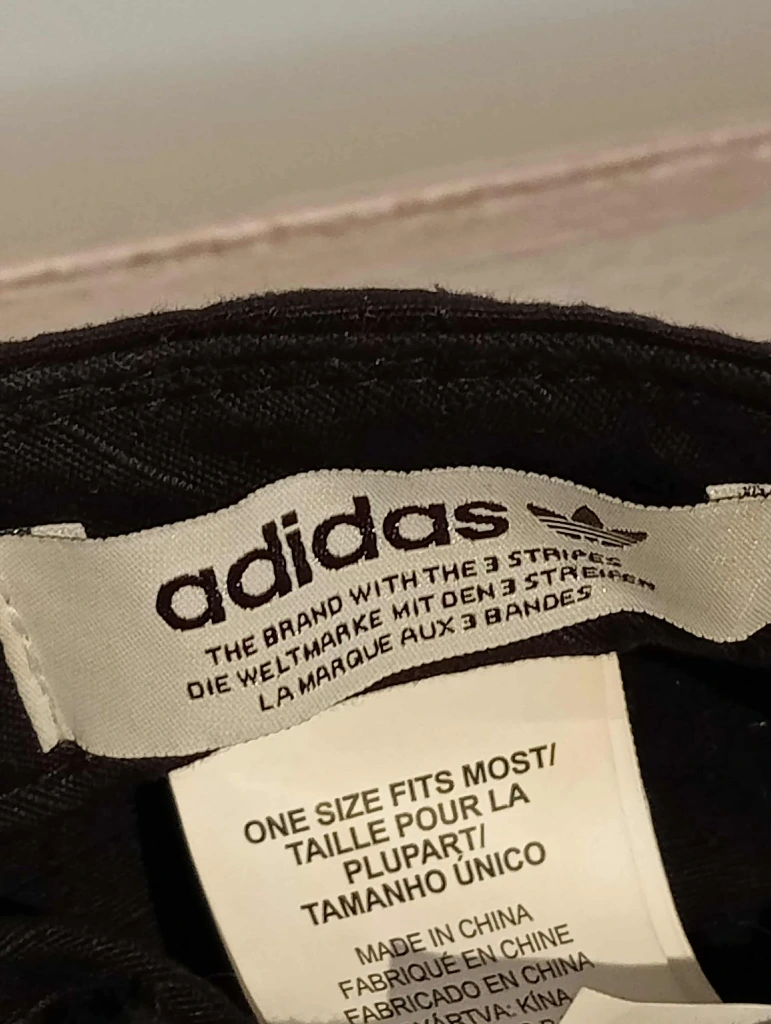 adidas
THE BRAND WITH THE 3 STRIPES
DIE WELTMARKE MIT DEN 3 STREIFEN
LA MARQUE AUX 3 BANDES
ONE SIZE FITS MOST/
TAILLE POUR LA
PLUPART/
TAMANHO ÚNICO
MADE IN CHINA
FABRIQUÉ EN CHINE
FABRICADO EN CHINA
KÍNA